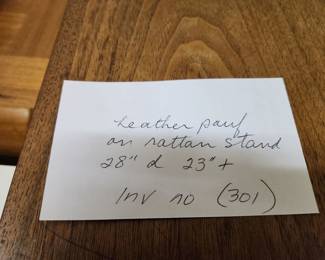 Leather pouf
on rattan stand
28" d 23" t
Inv no (301)